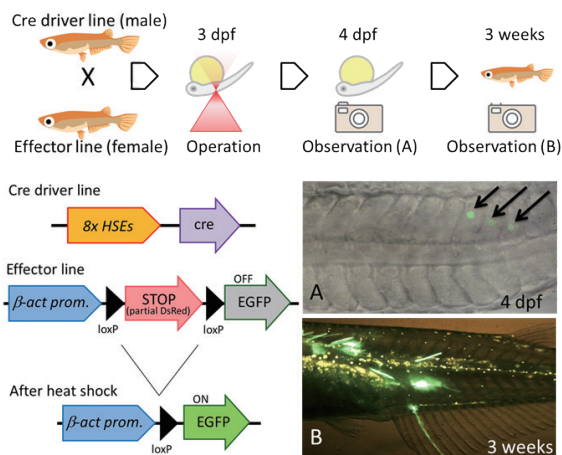 Cre driver line (male)
3 dpf
4 dpf
3 weeks
X
Effector line (female)
Operation
Observation (A)
Observation (B)
Cre driver line
8x HSEs
cre
Effector line
OFF
β-act prom.
STOP
(partial DsRed)
EGFP
loxP
loxP
After heat shock
ON
β-act prom.
EGFP
loxP
A
4 dpf
B
3 weeks